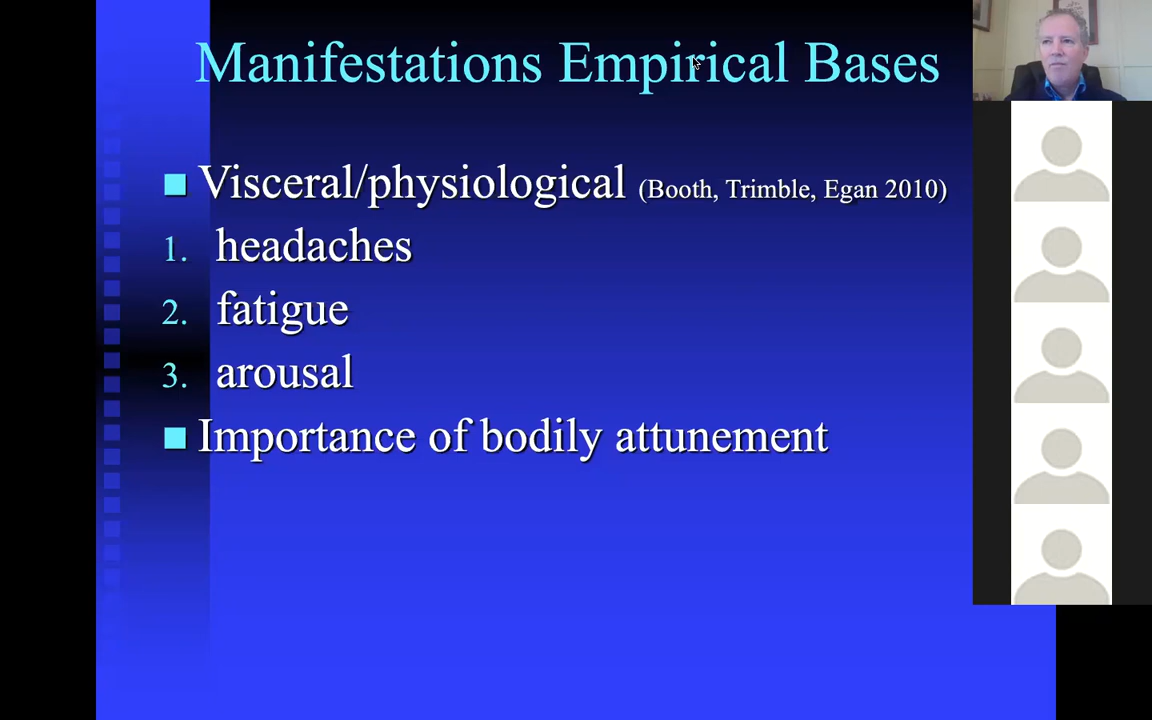 Manifestations Empirical Bases
Visceral/physiological (Booth, Trimble, Egan 2010)
1. headaches
2. fatigue
3. arousal
Importance of bodily attunement